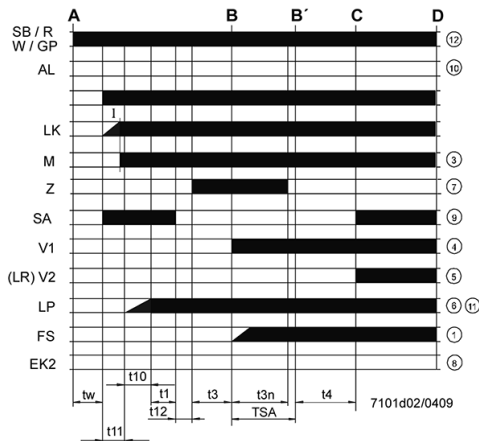 A B B´ C D
SB / R
W / GP ⑫
AL ⑩
l
LK
M ③
Z ⑦
SA ⑨
V1 ④
(LR) V2 ⑤
LP ⑥ ⑪
FS ①
EK2 ⑧
t10
tw t1 t3 t3n t4 7101d02/0409
t12 TSA
t11